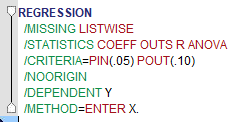 REGRESSION
/MISSING LISTWISE
/STATISTICS COEFF OUTS R ANOVA
/CRITERIA=PIN(.05) POUT(.10)
/NOORIGIN
/DEPENDENT Y
/METHOD=ENTER X.